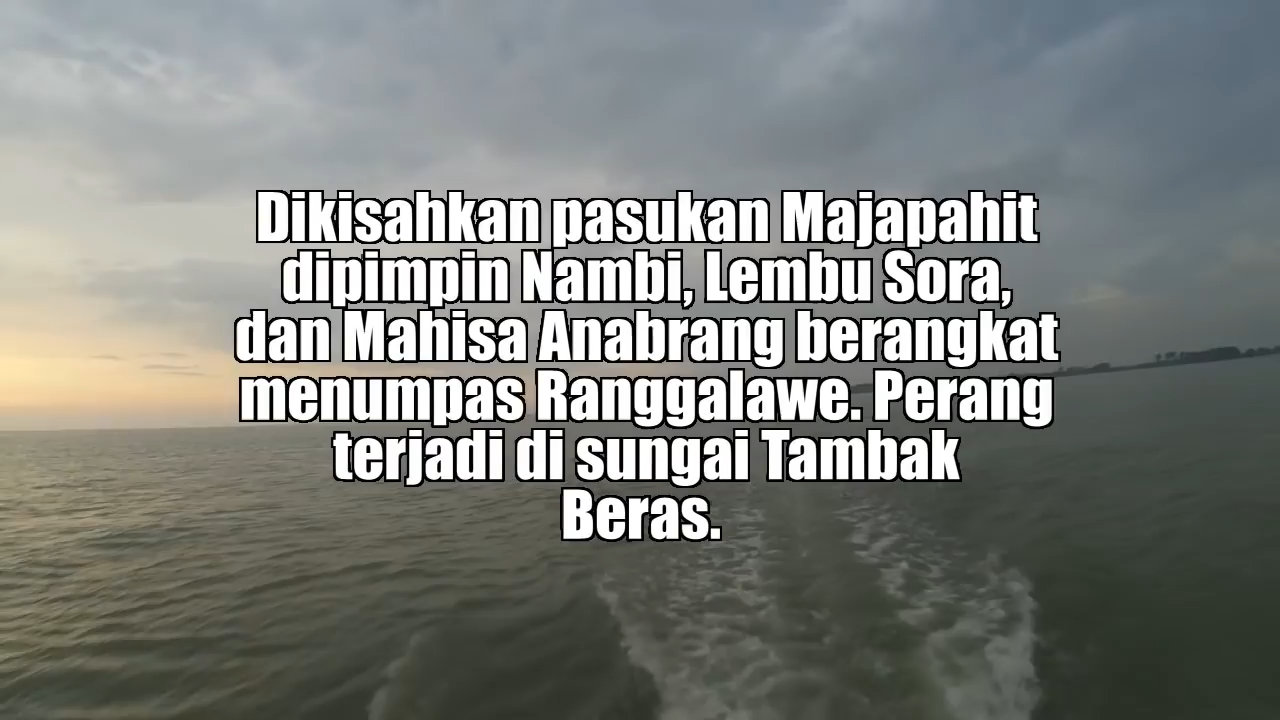 Dikisahkan pasukan Majapahit
dipimpin Nambi, Lembu Sora,
dan Mahisa Anabrang berangkat
menumpas Ranggalawe. Perang
terjadi di sungai Tambak
Beras.